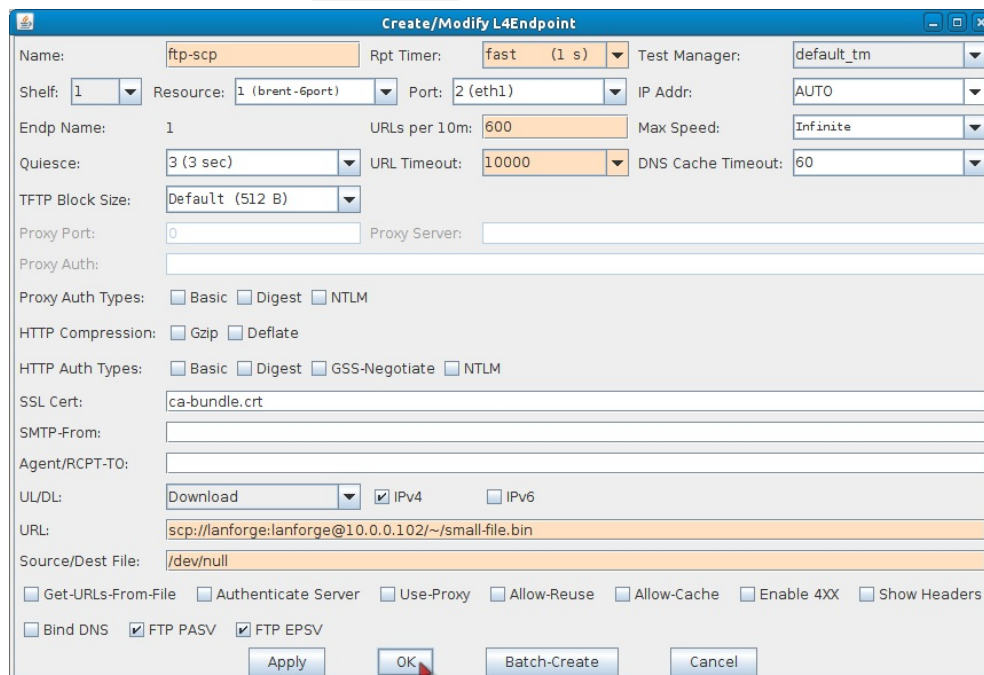 Create/Modify L4Endpoint
Name: ftp-scp Rpt Timer: fast (1 s) Test Manager: default_tm
Shelf: 1 Resource: 1 (brent-6port) Port: 2 (eth1) IP Addr: AUTO
Endp Name: 1 URLs per 10m: 600 Max Speed: Infinite
Quiesce: 3 (3 sec) URL Timeout: 10000 DNS Cache Timeout: 60
TFTP Block Size: Default (512 B)
Proxy Port: 0 Proxy Server:
Proxy Auth:
Proxy Auth Types: Basic Digest NTLM
HTTP Compression: Gzip Deflate
HTTP Auth Types: Basic Digest GSS-Negotiate NTLM
SSL Cert: ca-bundle.crt
SMTP-From:
Agent/RCPT-TO:
UL/DL: Download IPv4 IPv6
URL: scp://lanforge:lanforge@10.0.0.102/~/small-file.bin
Source/Dest File: /dev/null
Get-URLs-From-File Authenticate Server Use-Proxy Allow-Reuse Allow-Cache Enable 4XX Show Headers
Bind DNS FTP PASV FTP EPSV
Apply OK Batch-Create Cancel